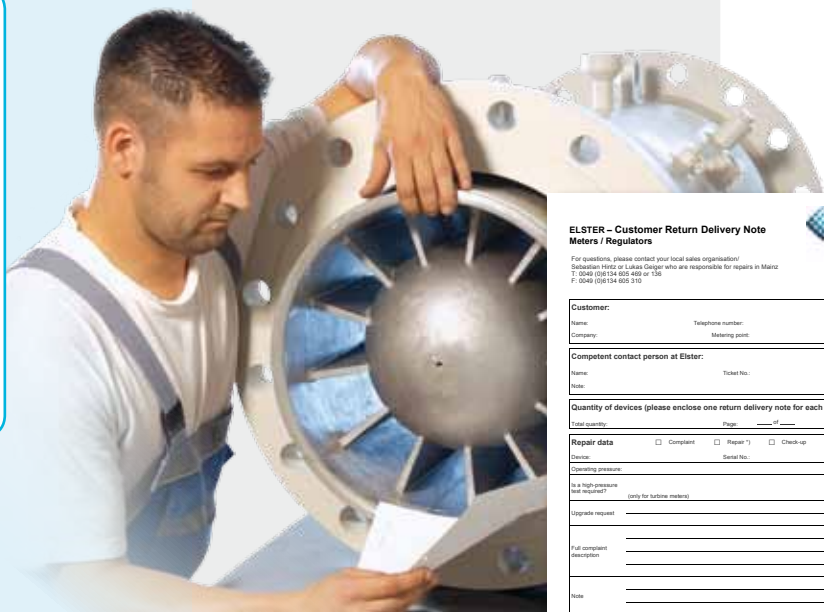 ELSTER – Customer Return Delivery Note
Meters / Regulators
For questions, please contact your local sales organisation/
Sebastian Hintz or Lukas Geiger who are responsible for repairs in Mainz
T: 0049 (0)6134 605 469 or 136
F: 0049 (0)6134 605 310
Customer:
Name: Telephone number:
Company: Metering point:
Competent contact person at Elster:
Name: Ticket No.:
Note:
Quantity of devices (please enclose one return delivery note for each
Total quantity: Page: ___ of ___
Repair data ☐ Complaint ☐ Repair *) ☐ Check-up
Device: Serial No.:
Operating pressure:
Is a high-pressure
test required? (only for turbine meters)
Upgrade request
Full complaint
description
Note